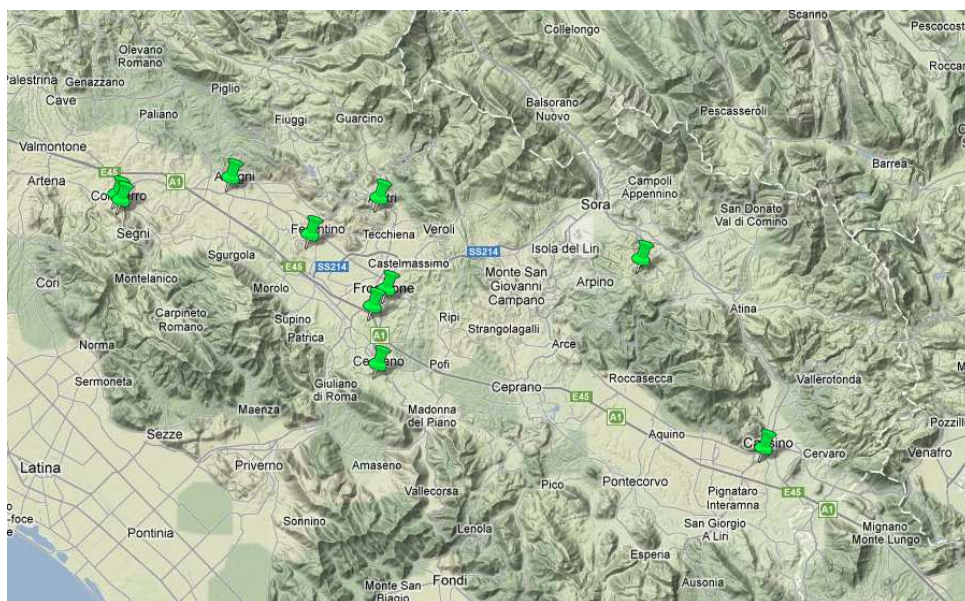 Scanno
Pescocost
Collelongo
Olevano
Romano
Roccar
Palestrina
Genazzano
Piglio
Cave
Balsorano
Nuovo
Pescasseroli
Paliano
Fiuggi
Guarcino
Valmontone
Barrea
E45
A1
Artena
Campoli
Appennino
Sora
San Donato
Val di Comino
Segni
Tecchiena
Veroli
Isola del Liri
SS214
Sgurgola
E45
SS214
Castelmassimo
Montelanico
Cori
Morolo
Monte San
Giovanni
Campano
Arpino
Atina
Carpineto
Romano
Supino
Ripi
Strangolagalli
Patrica
A1
Norma
Arce
Pofi
Sermoneta
Giuliano
di Roma
Ceprano
Roccasecca
Vallerotonda
E45
Maenza
Madonna
del Piano
A1
Pozzill
Sezze
Aquino
Cervaro
Venafro
Latina
Priverno
Amaseno
Vallecorsa
Pico
Pontecorvo
Pignataro
Interamna
E45
A1
-foce
Sonnino
Pontinia
Lenola
San Giorgio
A Liri
Mignano
Monte Lungo
Esperia
Monte San
Biagio
Fondi
Ausonia